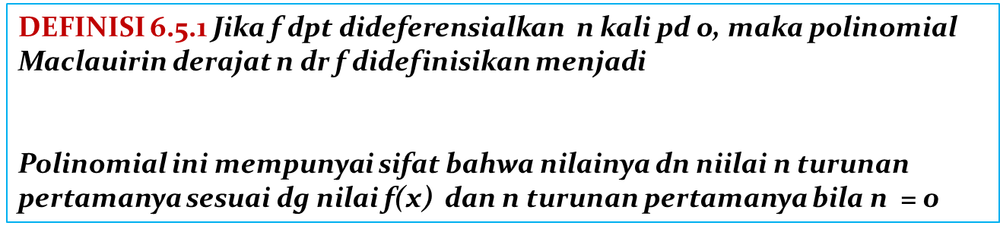 DEFINISI 6.5.1 Jika f dpt dideferensialkan n kali pd 0, maka polinomial
Maclauirin derajat n dr f didefinisikan menjadi
Polinomial ini mempunyai sifat bahwa nilainya dn niilai n turunan
pertamanya sesuai dg nilai f(x) dan n turunan pertamanya bila n = 0